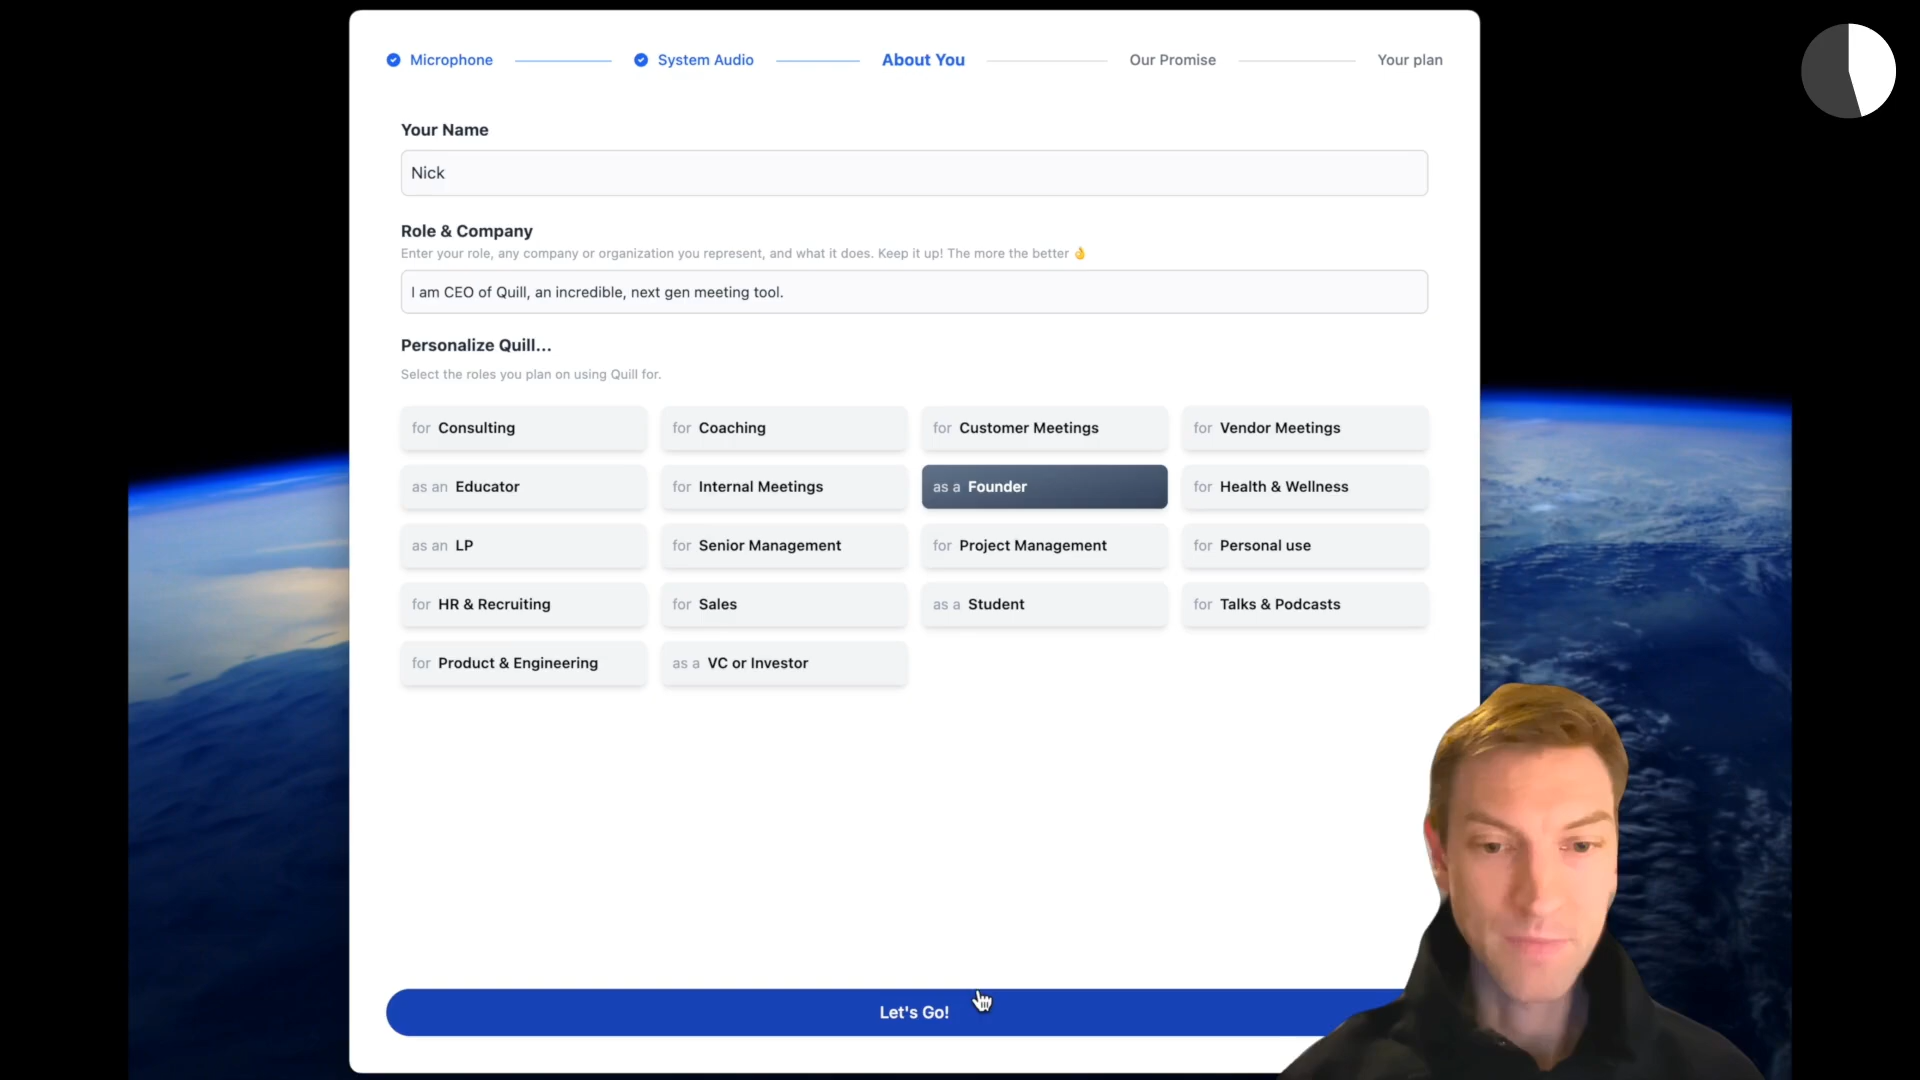 Microphone
System Audio
About You
Our Promise
Your plan
Your Name
Nick
Role & Company
Enter your role, any company or organization you represent, and what it does. Keep it up! The more the better 👌
I am CEO of Quill, an incredible, next gen meeting tool.
Personalize Quill...
Select the roles you plan on using Quill for.
for Consulting
for Coaching
for Customer Meetings
for Vendor Meetings
as an Educator
for Internal Meetings
as a Founder
for Health & Wellness
as an LP
for Senior Management
for Project Management
for Personal use
for HR & Recruiting
for Sales
as a Student
for Talks & Podcasts
for Product & Engineering
as a VC or Investor
Let's Go!